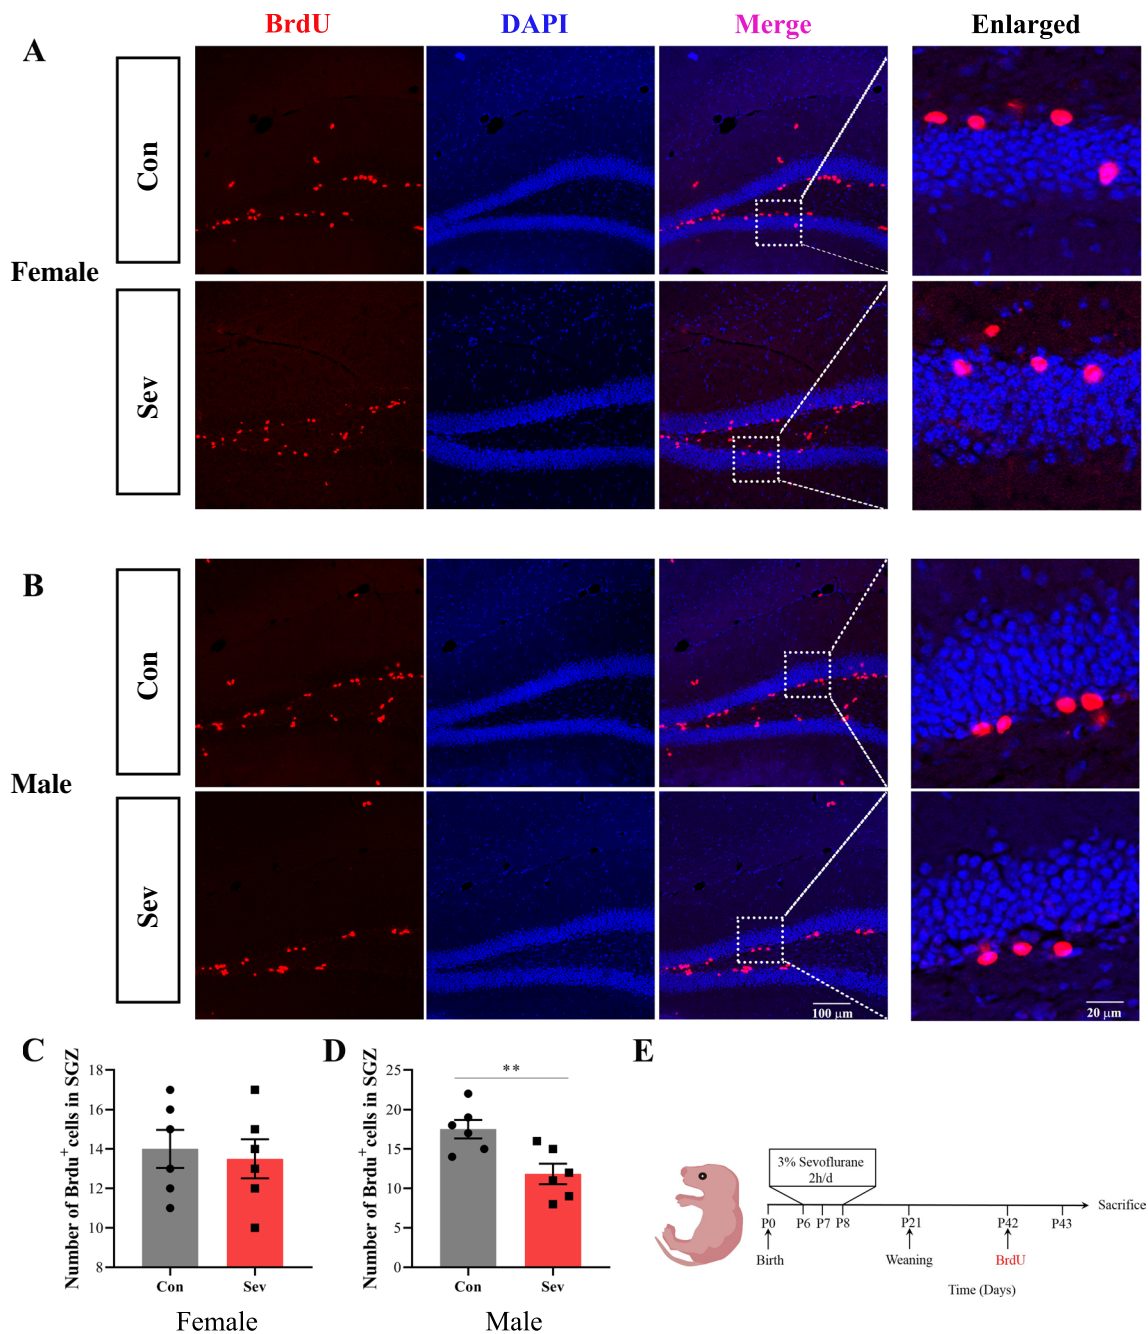 BrdU DAPI Merge Enlarged
A
Con
Female
Sev
B
Con
Male
Sev
100 μm
20 μm
C
Number of Brdu+ cells in SGZ
18
16
14
12
10
8
Con Sev
Female
D
Number of Brdu+ cells in SGZ
25
20
15
10
5
0
**
Con Sev
Male
E
3% Sevoflurane
2h/d
Sacrifice
P0 P6 P7 P8 P21 P42 P43
Birth Weaning BrdU
Time (Days)